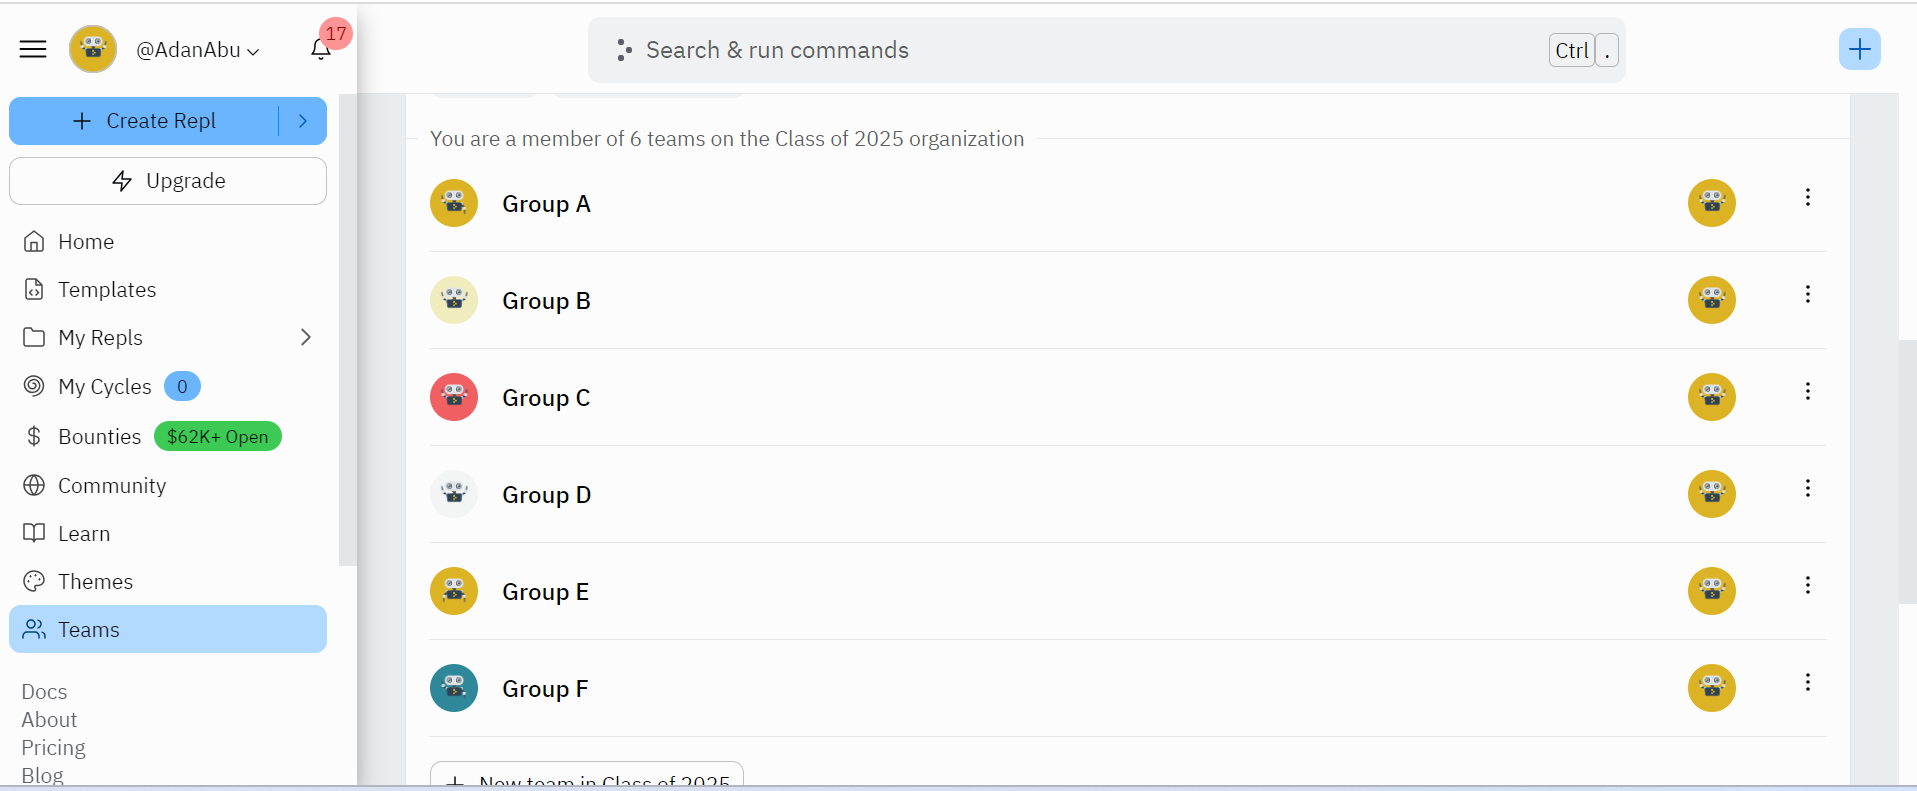 @AdanAbu
17
Search & run commands
Ctrl .
Create Repl
Upgrade
Home
Templates
My Repls
My Cycles 0
Bounties $62K+ Open
Community
Learn
Themes
Teams
Docs
About
Pricing
Blog
You are a member of 6 teams on the Class of 2025 organization
Group A
Group B
Group C
Group D
Group E
Group F
New team in Class of 2025